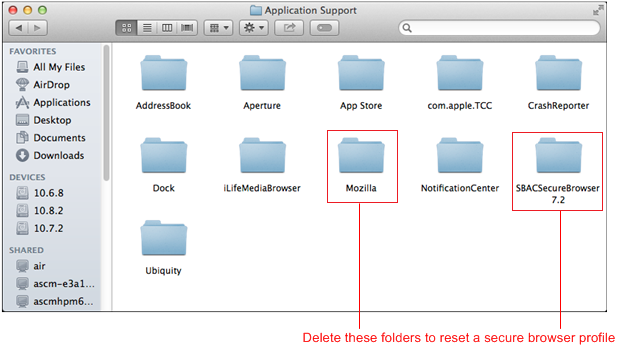 Application Support
FAVORITES
All My Files
AirDrop
Applications
Desktop
Documents
Downloads
DEVICES
10.6.8
10.8.2
10.7.2
SHARED
air
ascm-e3a1...
ascmhpm6...
AddressBook
Aperture
App Store
com.apple.TCC
CrashReporter
Dock
iLifeMediaBrowser
Mozilla
NotificationCenter
SBACSecureBrowser
7.2
Ubiquity
Delete these folders to reset a secure browser profile